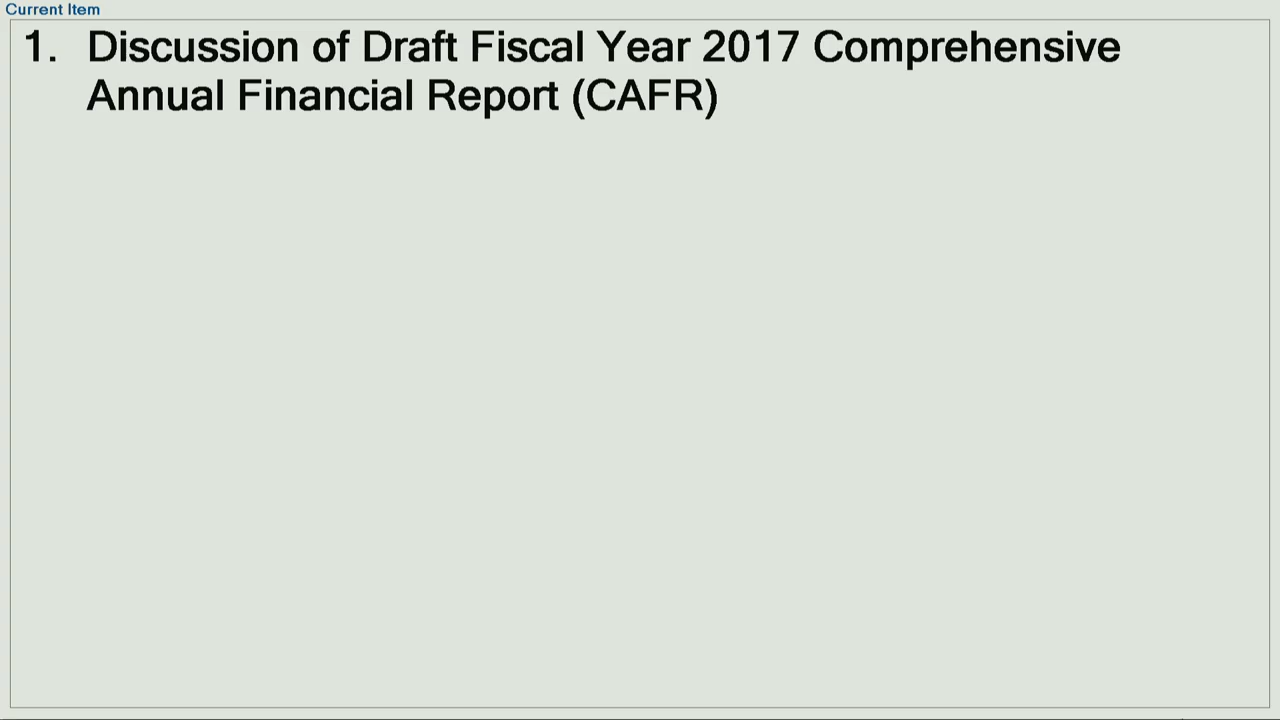 Current Item
1. Discussion of Draft Fiscal Year 2017 Comprehensive
Annual Financial Report (CAFR)